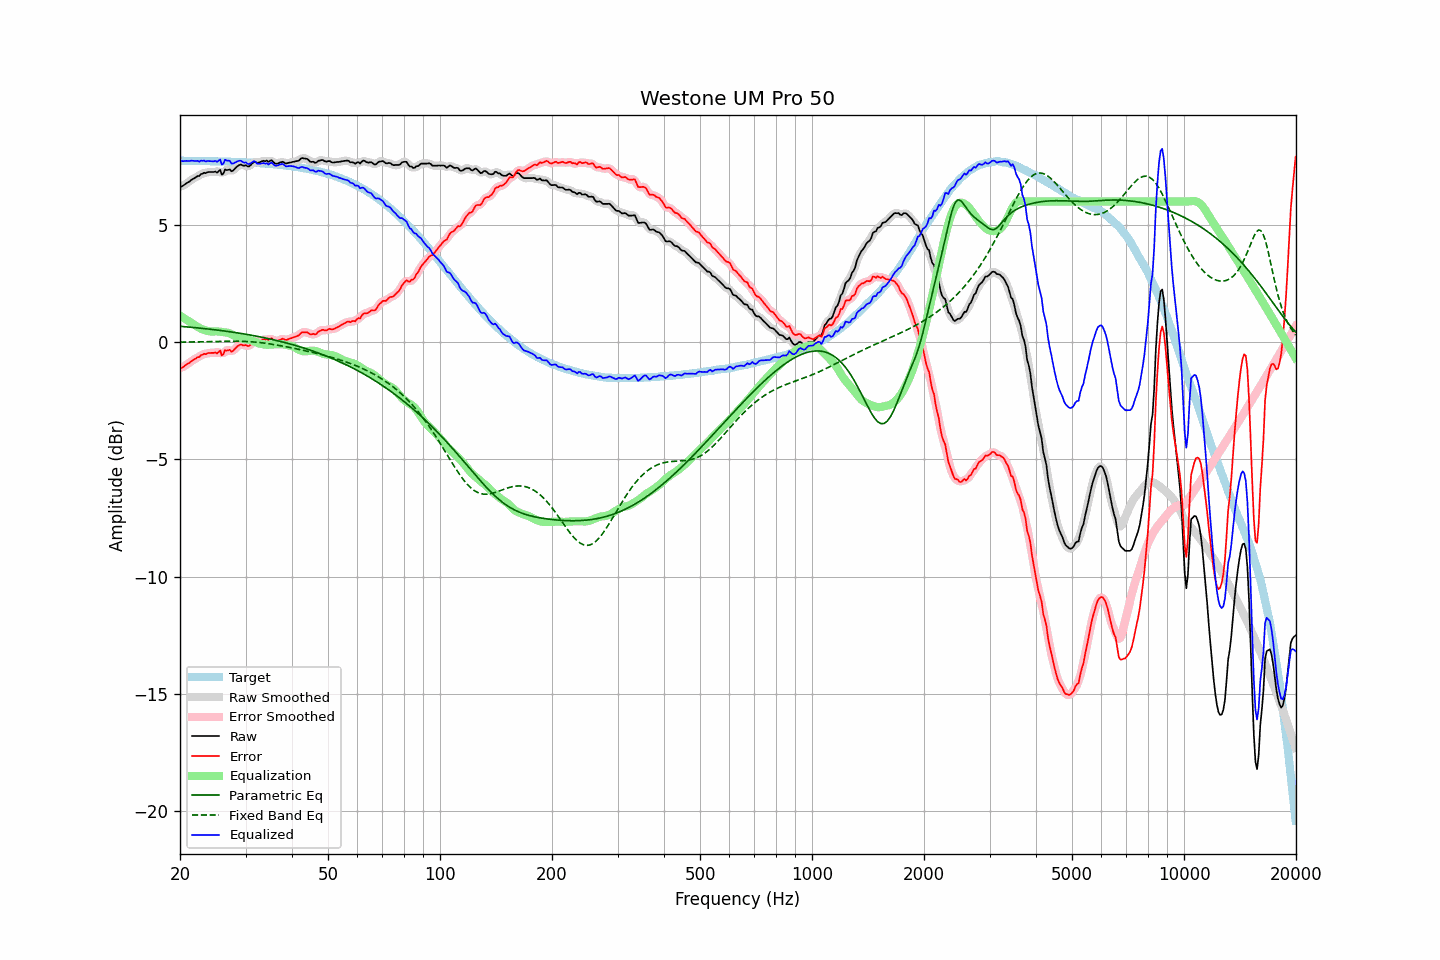 Westone UM Pro 50
Amplitude (dBr)
5
0
−5
−10
−15
−20
Target
Raw Smoothed
Error Smoothed
Raw
Error
Equalization
Parametric Eq
Fixed Band Eq
Equalized
20 50 100 200 500 1000 2000 5000 10000 20000
Frequency (Hz)